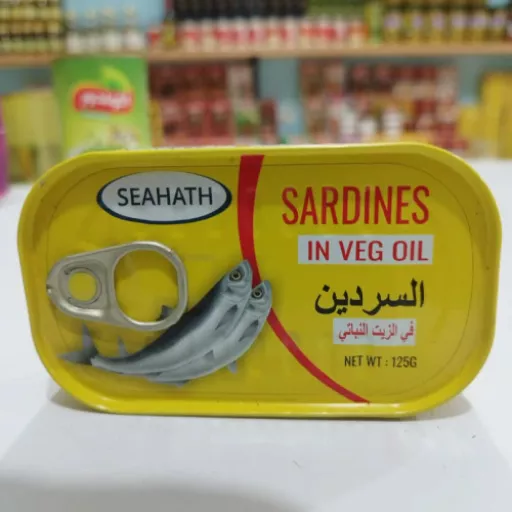 SEAHATH
SARDINES
IN VEG OIL
السردين
في الزيت النباتي
NET WT : 125G